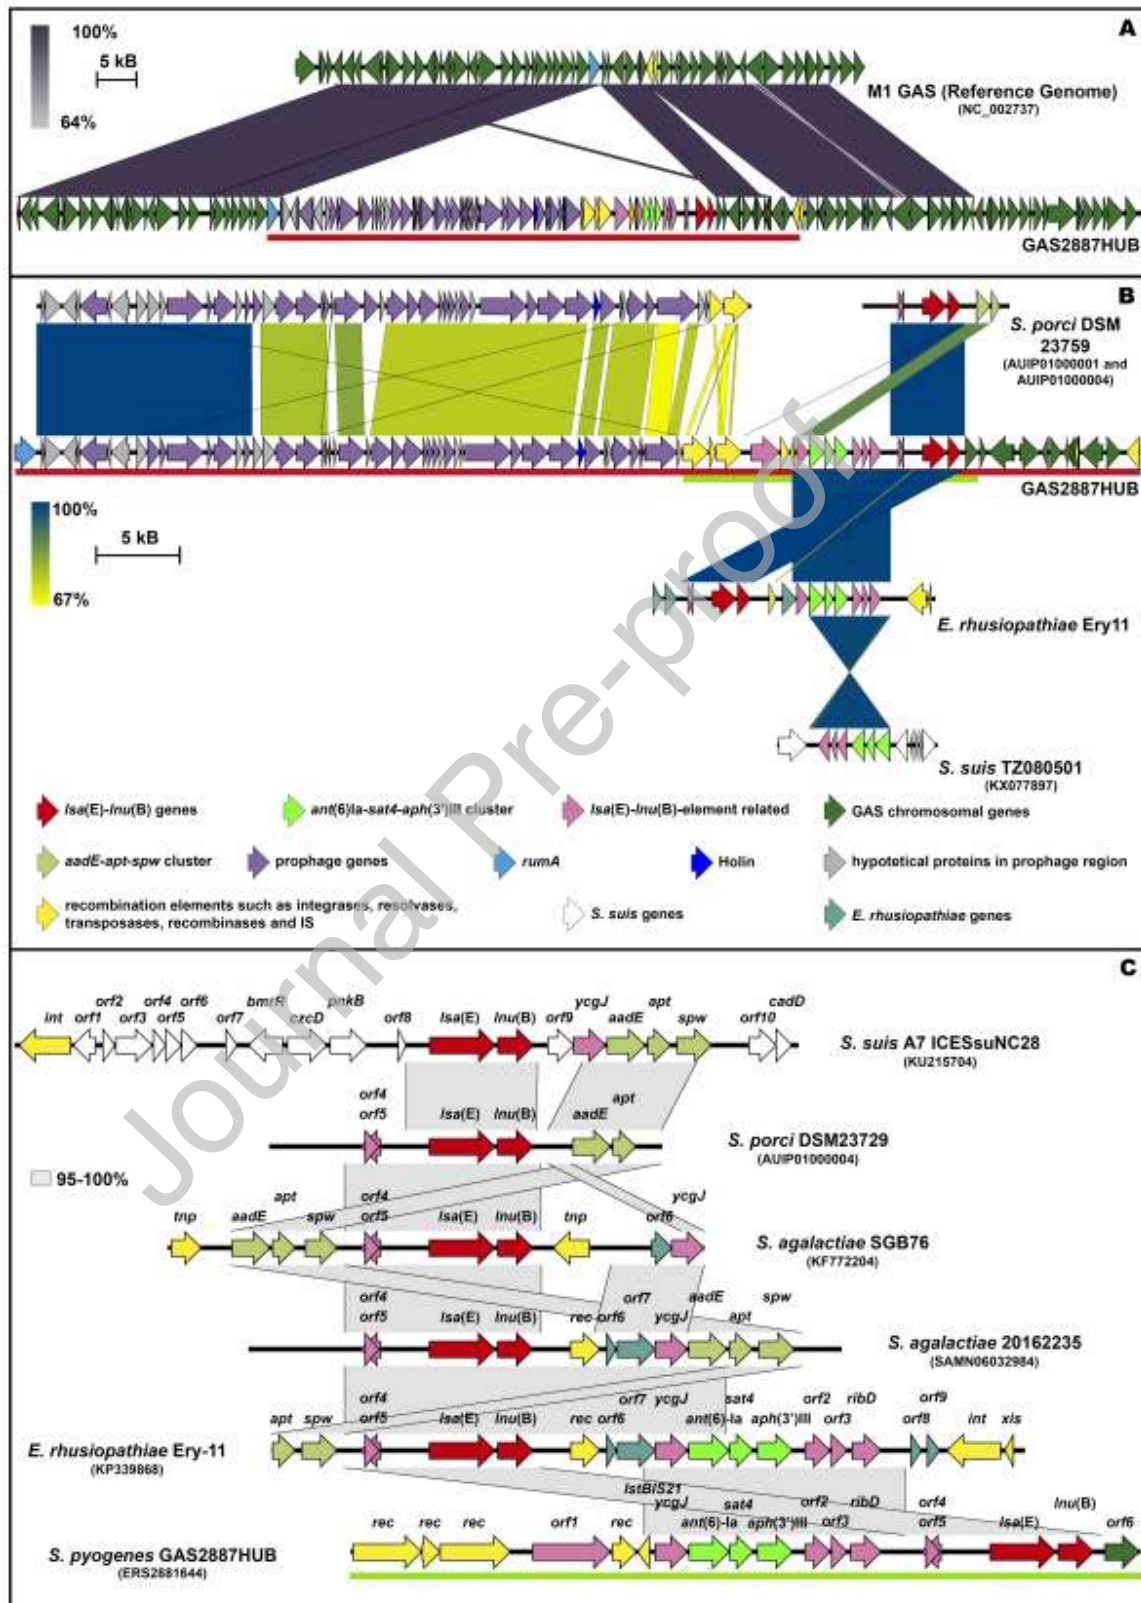 A
100%
5 kB
64%
M1 GAS (Reference Genome)
(NC_002737)
GAS2887HUB
B
S. porci DSM
23759
(AUIP01000001 and
AUIP01000004)
GAS2887HUB
100%
5 kB
67%
E. rhusiopathiae Ery11
S. suis TZ080501
(KX077897)
lsa(E)-lnu(B) genes
ant(6)Ia-sat4-aph(3')III cluster
lsa(E)-lnu(B)-element related
GAS chromosomal genes
aadE-apt-spw cluster
prophage genes
rumA
Holin
hypotetical proteins in prophage region
recombination elements such as integrases, resolvases,
transposases, recombinases and IS
S. suis genes
E. rhusiopathiae genes
C
orf2 orf4 orf6 bmrR pnkB ycgJ apt cadD
int orf1 orf3 orf5 orf7 czcD orf8 lsa(E) lnu(B) orf9 aadE spw orf10
S. suis A7 ICESsuNC28
(KU215704)
orf4 apt
orf5 lsa(E) lnu(B) aadE
S. porci DSM23729
(AUIP01000004)
95-100%
apt orf4 ycgJ
tnp aadE spw orf5 lsa(E) lnu(B) tnp orf6
S. agalactiae SGB76
(KF772204)
orf4 orf7 aadE spw
orf5 lsa(E) lnu(B) rec orf6 ycgJ apt
S. agalactiae 20162235
(SAMN06032984)
orf4 orf7 ycgJ sat4 orf2 ribD orf9
apt spw orf5 lsa(E) lnu(B) rec orf6 ant(6)-Ia aph(3')III orf3 orf8 int xis
E. rhusiopathiae Ery-11
(KP339868)
IstBIS21
ycgJ sat4 orf2 ribD orf4 lnu(B)
rec rec rec orf1 rec ant(6)-Ia aph(3')III orf3 orf5 lsa(E) orf6
S. pyogenes GAS2887HUB
(ERS2881644)
Journal Pre-proof